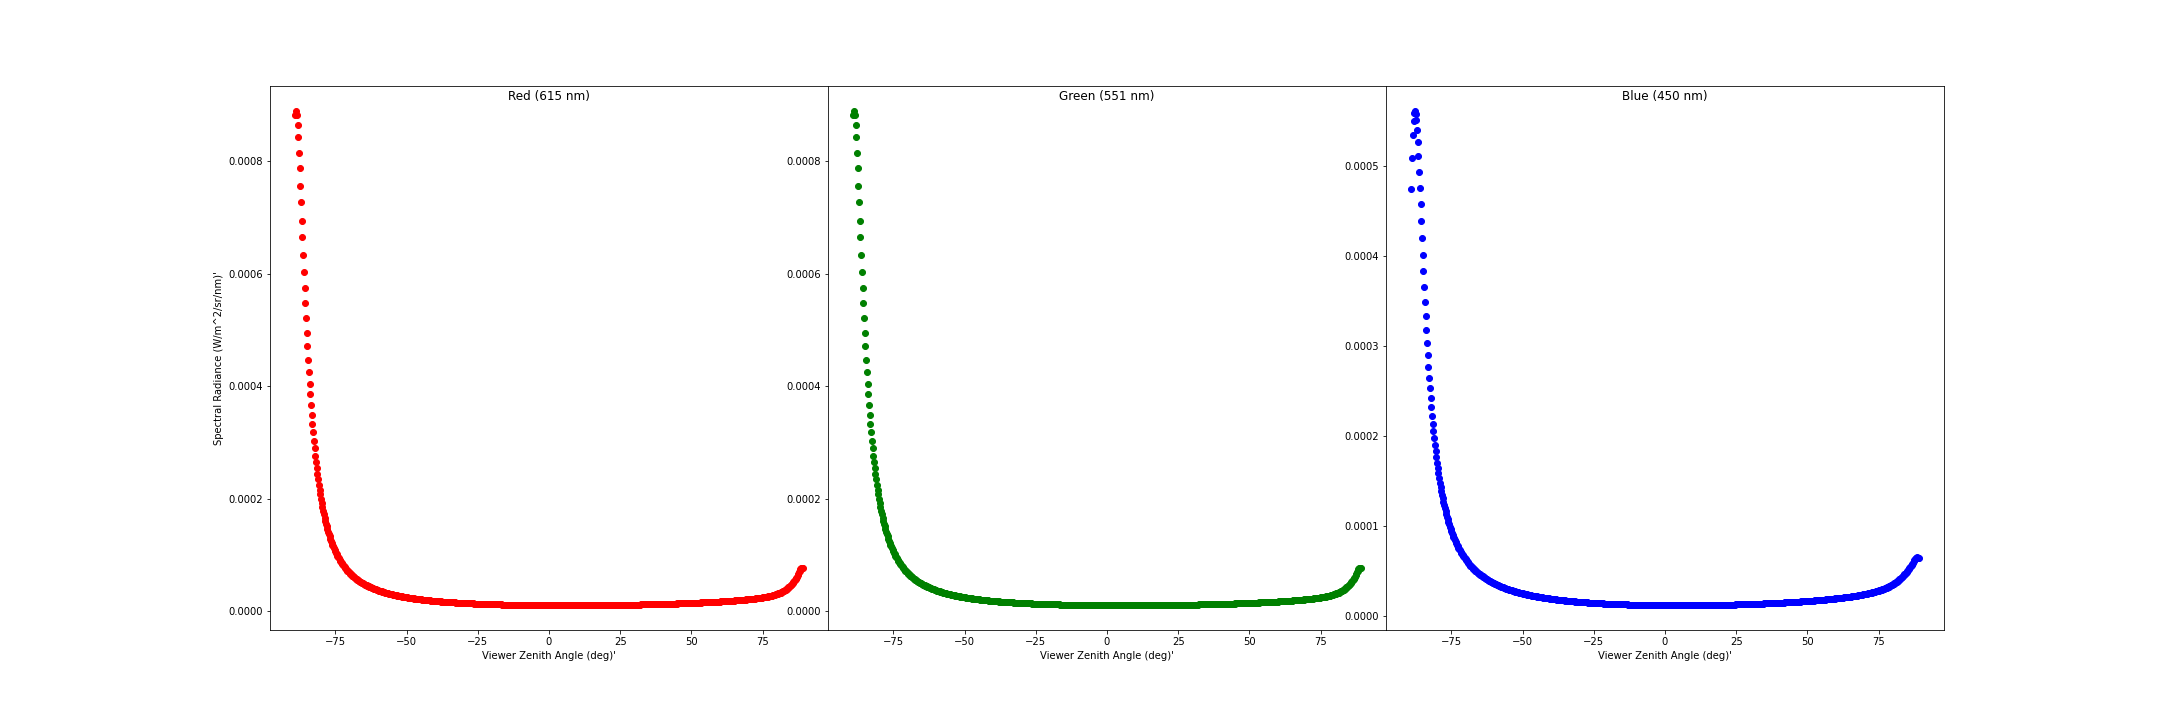 Red (615 nm)
Green (551 nm)
Blue (450 nm)
Spectral Radiance (W/m^2/sr/nm)'
0.0008
0.0006
0.0004
0.0002
0.0000
0.0008
0.0006
0.0004
0.0002
0.0000
0.0005
0.0004
0.0003
0.0002
0.0001
0.0000
−75 −50 −25 0 25 50 75
−75 −50 −25 0 25 50 75
−75 −50 −25 0 25 50 75
Viewer Zenith Angle (deg)'
Viewer Zenith Angle (deg)'
Viewer Zenith Angle (deg)'